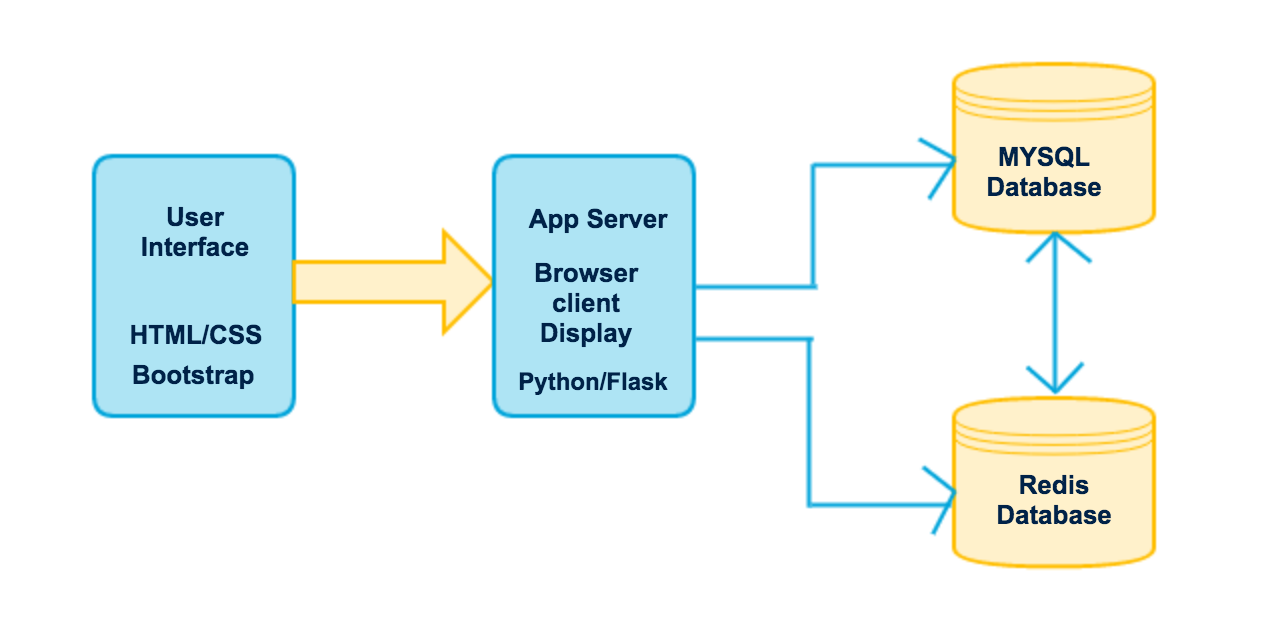 User
Interface
HTML/CSS
Bootstrap
App Server
Browser
client
Display
Python/Flask
MYSQL
Database
Redis
Database